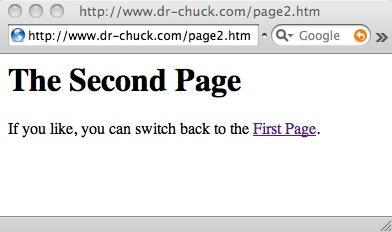 http://www.dr-chuck.com/page2.htm
http://www.dr-chuck.com/page2.htm Google
The Second Page
If you like, you can switch back to the First Page.